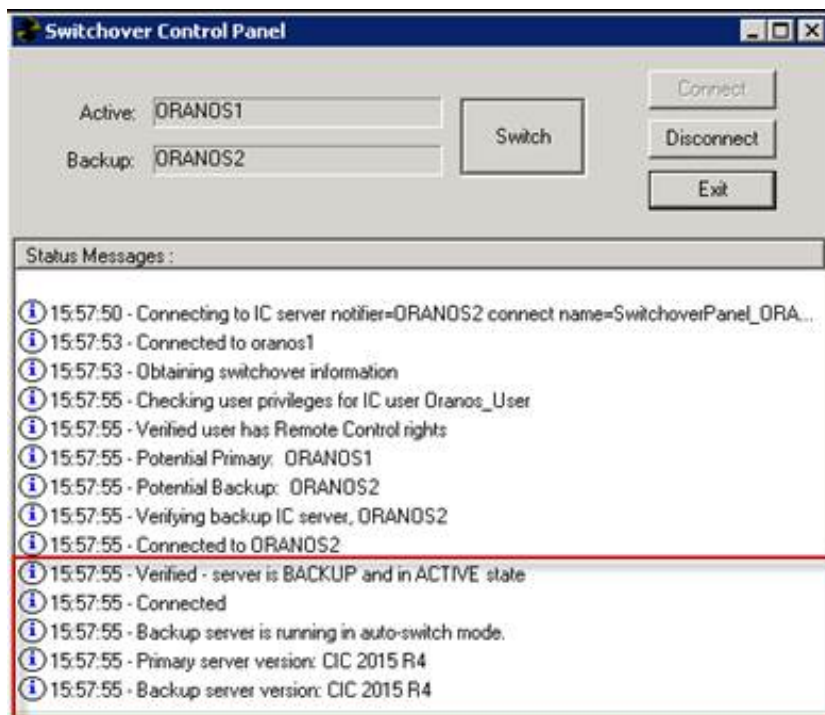 Switchover Control Panel
Connect
Active: ORANOS1
Switch
Disconnect
Backup: ORANOS2
Exit
Status Messages :
15:57:50 - Connecting to IC server notifier=ORANOS2 connect name=SwitchoverPanel_ORA...
15:57:53 - Connected to oranos1
15:57:53 - Obtaining switchover information
15:57:55 - Checking user privileges for IC user Oranos_User
15:57:55 - Verified user has Remote Control rights
15:57:55 - Potential Primary: ORANOS1
15:57:55 - Potential Backup: ORANOS2
15:57:55 - Verifying backup IC server, ORANOS2
15:57:55 - Connected to ORANOS2
15:57:55 - Verified - server is BACKUP and in ACTIVE state
15:57:55 - Connected
15:57:55 - Backup server is running in auto-switch mode.
15:57:55 - Primary server version: CIC 2015 R4
15:57:55 - Backup server version: CIC 2015 R4